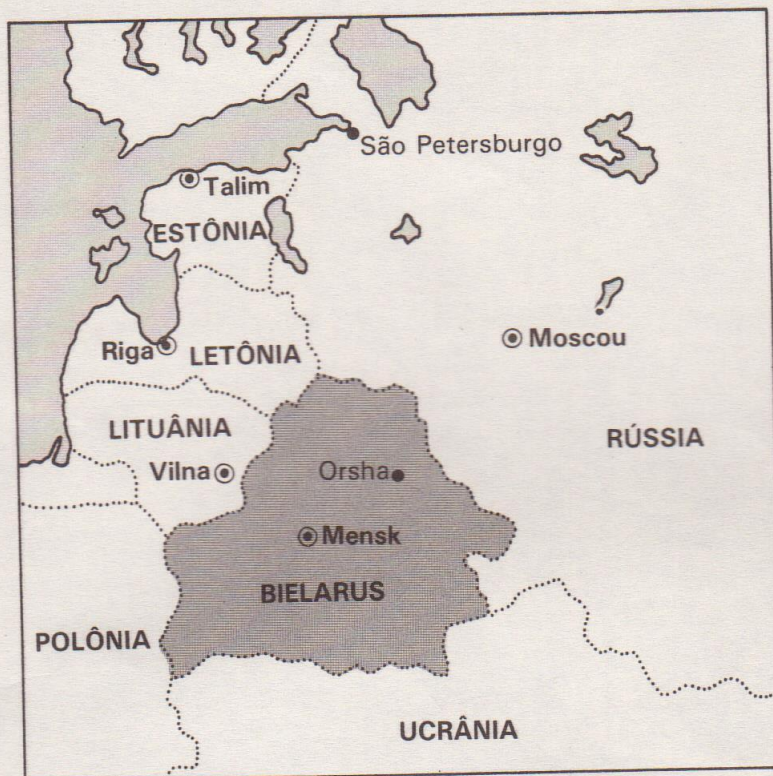 São Petersburgo
Talim
ESTÔNIA
Riga
LETÔNIA
Moscou
LITUÂNIA
RÚSSIA
Vilna
Orsha
Mensk
BIELARUS
POLÔNIA
UCRÂNIA